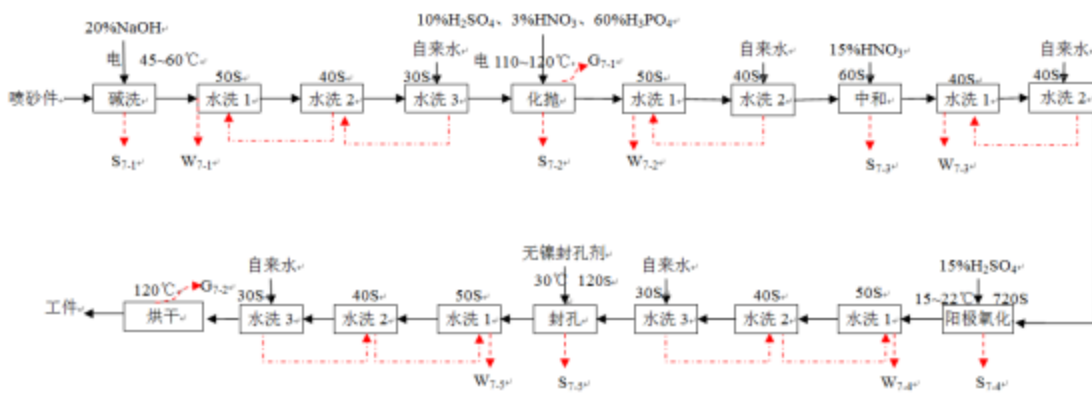 10%H₂SO₄、3%HNO₃、60%H₃PO₄
20%NaOH
自来水 自来水 15%HNO₃ 自来水
电 45~60℃ 电 110~120℃ G₇₋₁
50S 40S 30S 50S 40S 60S 40S 40S
喷砂件 碱洗 水洗 1 水洗 2 水洗 3 化抛 水洗 1 水洗 2 中和 水洗 1 水洗 2
S₇₋₁ W₇₋₁ S₇₋₂ W₇₋₂ S₇₋₃ W₇₋₃
无镍封孔剂
自来水 自来水 15%H₂SO₄
120℃ G₇₋₂ 30℃ 120s 15~22℃ 720S
30S 40S 50S 30S 40S 50S
工件 烘干 水洗 3 水洗 2 水洗 1 封孔 水洗 3 水洗 2 水洗 1 阳极氧化
W₇₋₅ S₇₋₅ W₇₋₄ S₇₋₄